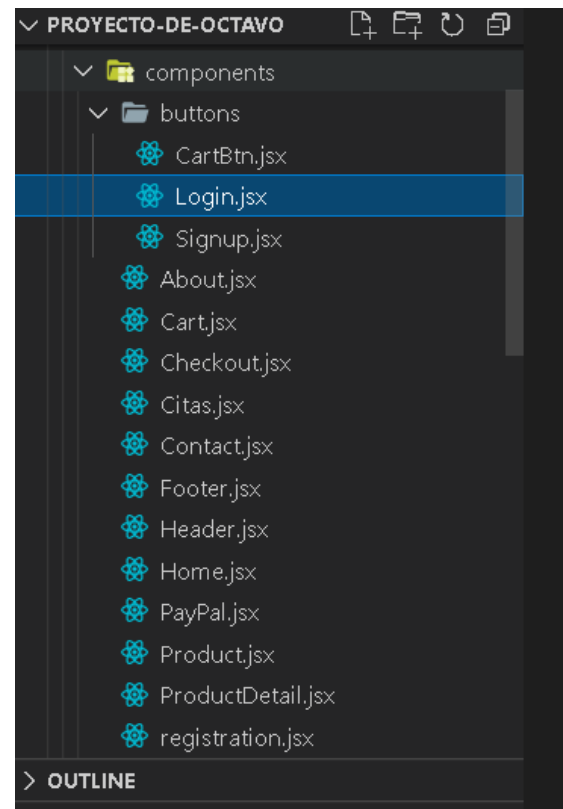 PROYECTO-DE-OCTAVO
components
buttons
CartBtn.jsx
Login.jsx
Signup.jsx
About.jsx
Cart.jsx
Checkout.jsx
Citas.jsx
Contact.jsx
Footer.jsx
Header.jsx
Home.jsx
PayPal.jsx
Product.jsx
ProductDetail.jsx
registration.jsx
OUTLINE